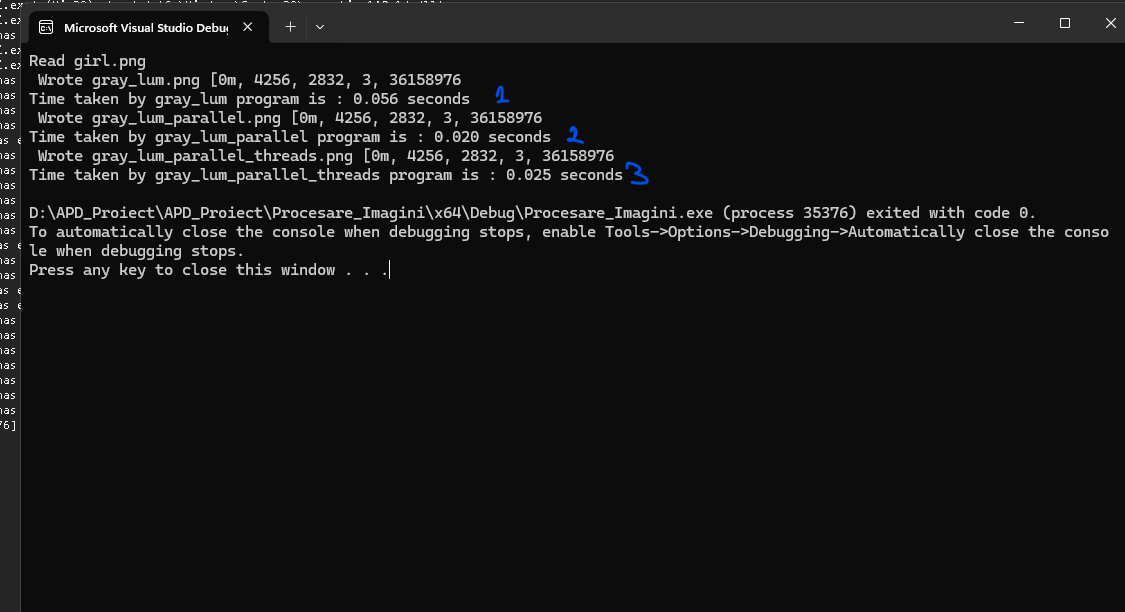 Microsoft Visual Studio Debu
Read girl.png
Wrote gray_lum.png [0m, 4256, 2832, 3, 36158976
Time taken by gray_lum program is : 0.056 seconds 1
Wrote gray_lum_parallel.png [0m, 4256, 2832, 3, 36158976
Time taken by gray_lum_parallel program is : 0.020 seconds 2
Wrote gray_lum_parallel_threads.png [0m, 4256, 2832, 3, 36158976
Time taken by gray_lum_parallel_threads program is : 0.025 seconds 3
D:\APD_Proiect\APD_Proiect\Procesare_Imagini\x64\Debug\Procesare_Imagini.exe (process 35376) exited with code 0.
To automatically close the console when debugging stops, enable Tools->Options->Debugging->Automatically close the conso
le when debugging stops.
Press any key to close this window . . .